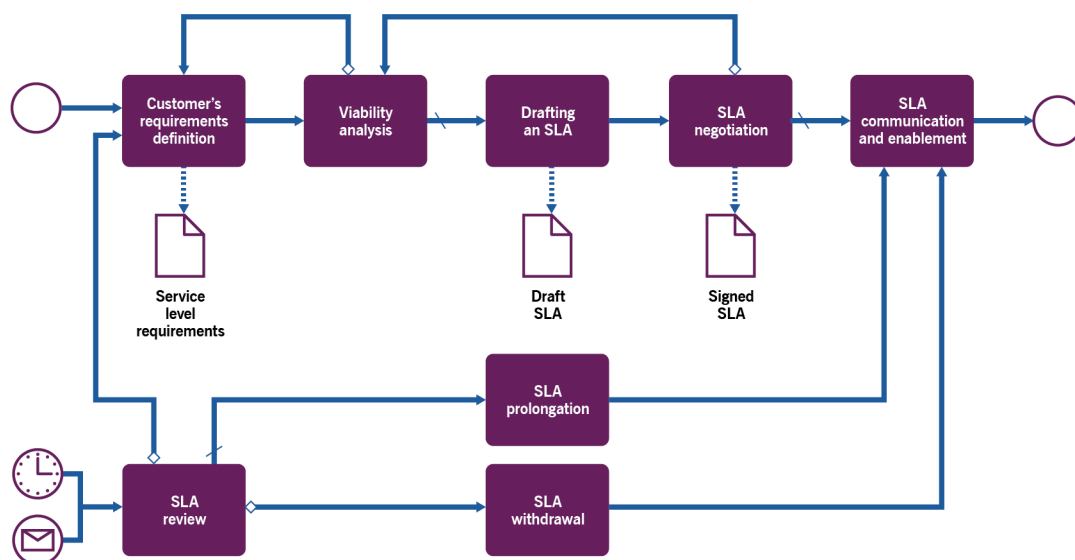 Customer's
requirements
definition
Viability
analysis
Drafting
an SLA
SLA
negotiation
SLA
communication
and enablement
Service
level
requirements
Draft
SLA
Signed
SLA
SLA
prolongation
SLA
review
SLA
withdrawal